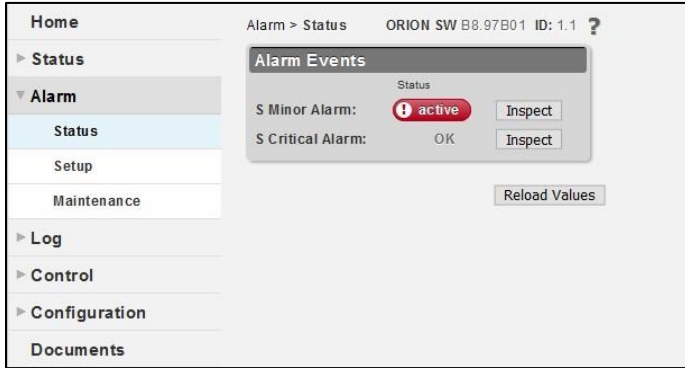 Home
Status
Alarm
Status
Setup
Maintenance
Log
Control
Configuration
Documents
Alarm > Status ORION SW B8.97B01 ID: 1.1 ?
Alarm Events
Status
S Minor Alarm: ! active Inspect
S Critical Alarm: OK Inspect
Reload Values